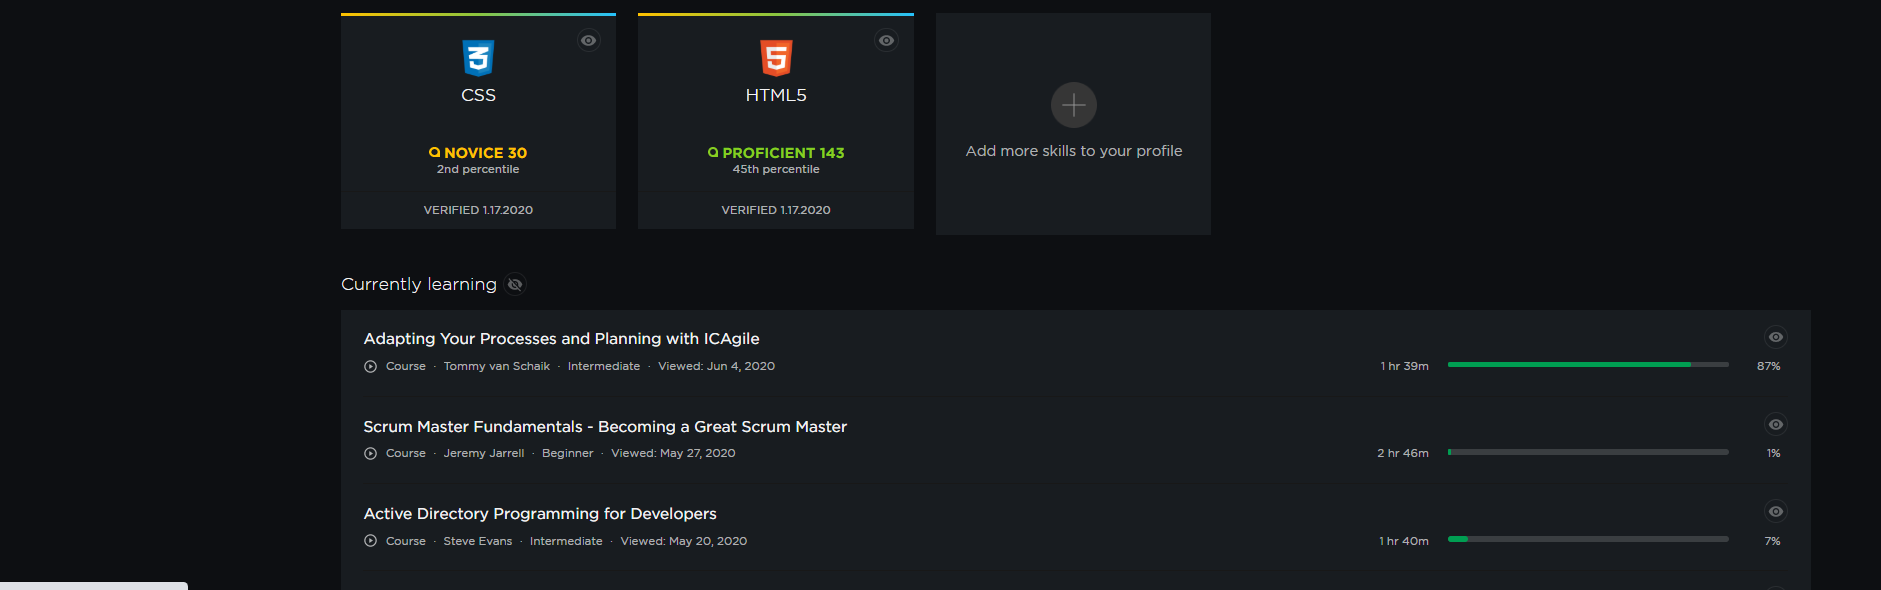 CSS
NOVICE 30
2nd percentile
VERIFIED 1.17.2020
HTML5
PROFICIENT 143
45th percentile
VERIFIED 1.17.2020
Add more skills to your profile
Currently learning
Adapting Your Processes and Planning with ICAgile
Course · Tommy van Schaik · Intermediate · Viewed: Jun 4, 2020 1 hr 39m 87%
Scrum Master Fundamentals - Becoming a Great Scrum Master
Course · Jeremy Jarrell · Beginner · Viewed: May 27, 2020 2 hr 46m 1%
Active Directory Programming for Developers
Course · Steve Evans · Intermediate · Viewed: May 20, 2020 1 hr 40m 7%